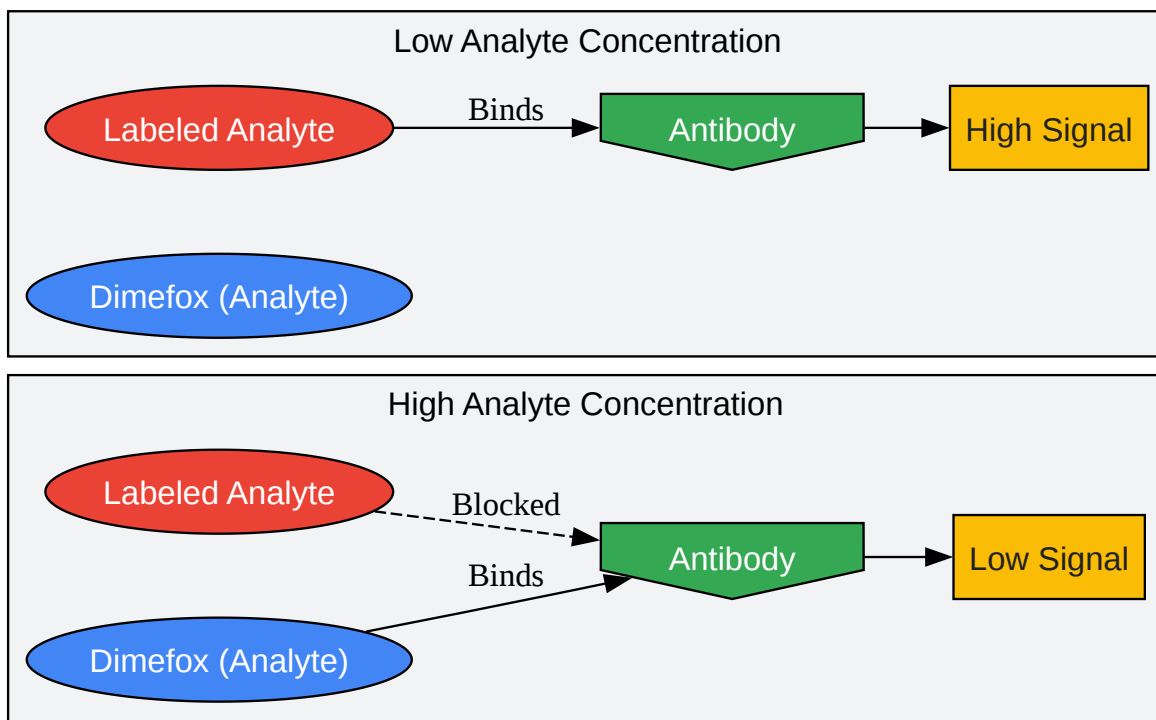 Low Analyte Concentration
Labeled Analyte
Binds
Antibody
High Signal
Dimefox (Analyte)
High Analyte Concentration
Labeled Analyte
Blocked
Binds
Antibody
Low Signal
Dimefox (Analyte)